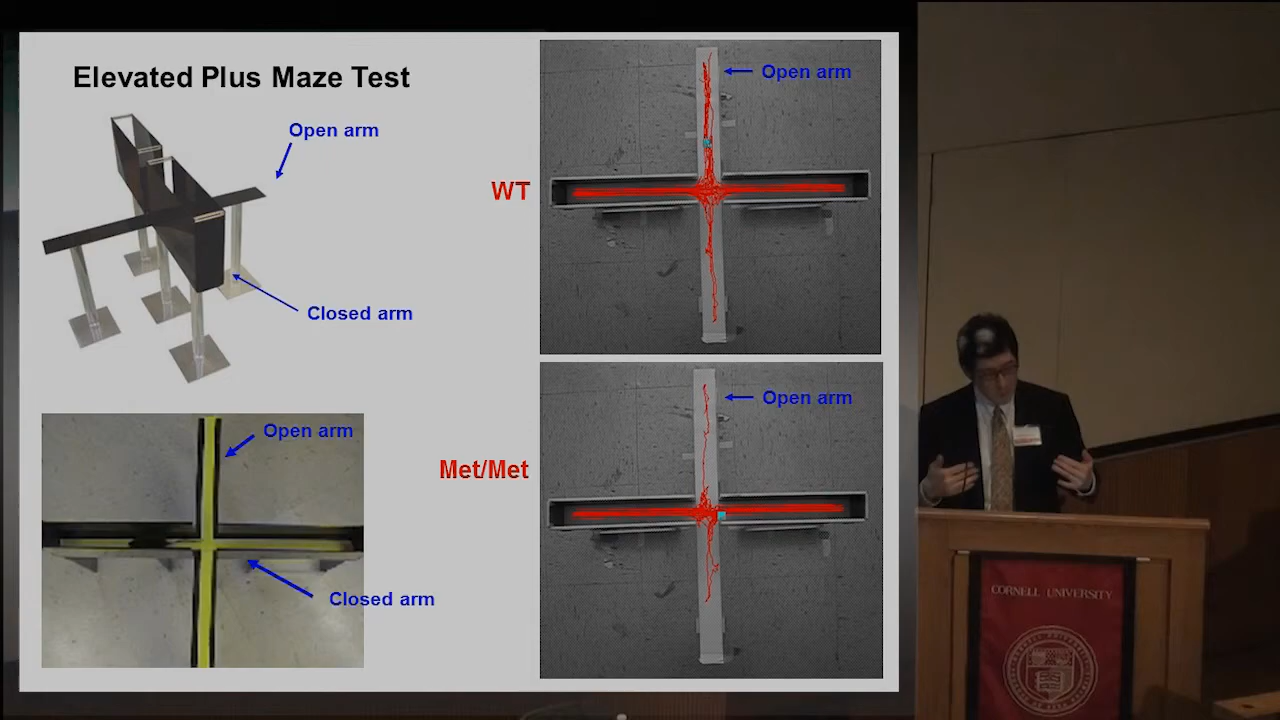 Elevated Plus Maze Test
Open arm
Closed arm
Open arm
Closed arm
WT
Open arm
Met/Met
Open arm
CORNELL UNIVERSITY